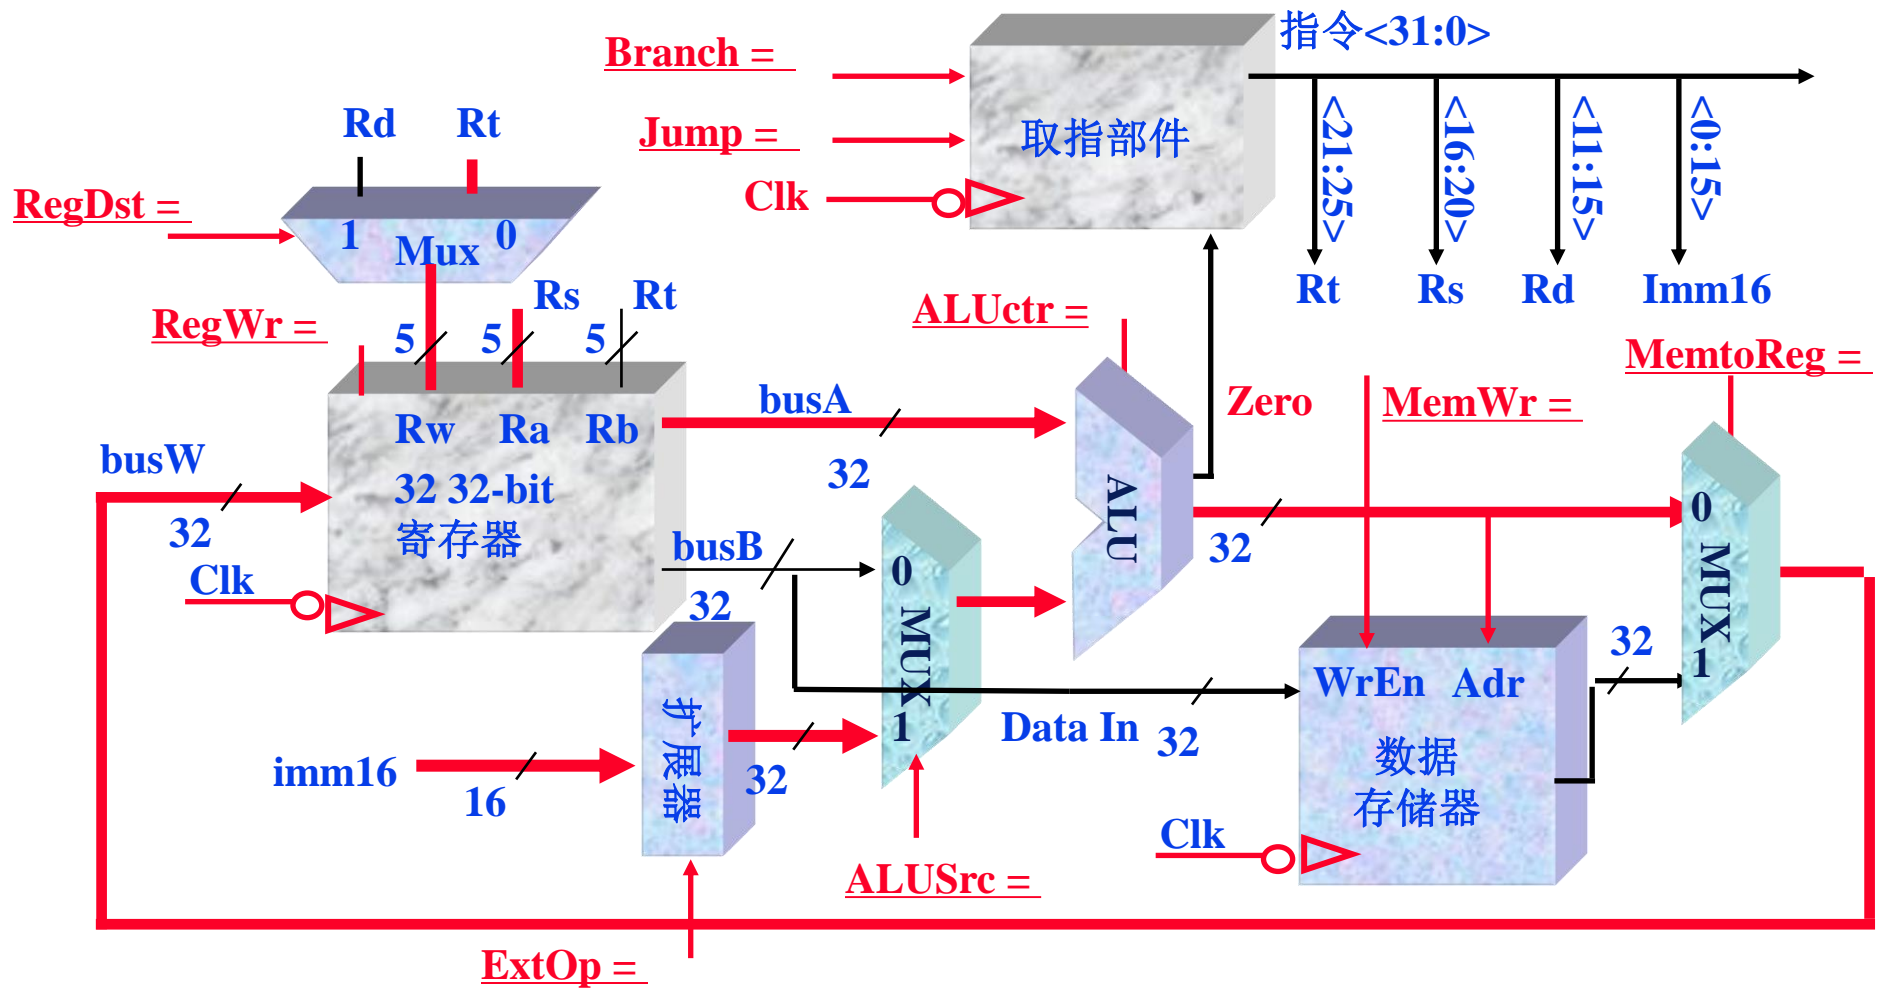 指令<31:0>
Branch =
Rd
Rt
<21:25>
<16:20>
<11:15>
<0:15>
Jump =
取指部件
RegDst =
Clk
1
Mux
0
Rs
Rt
Rt
Rs
Rd
Imm16
RegWr =
5
5
5
ALUctr =
MemtoReg =
busA
Zero
MemWr =
Rw
Ra
Rb
busW
32
32 32-bit
寄存器
32
ALU
0
MUX
1
busB
32
32
Clk
32
0
MUX
1
32
WrEn
Adr
扩展器
Data In
32
imm16
16
32
数据
存储器
Clk
ALUSrc =
ExtOp =